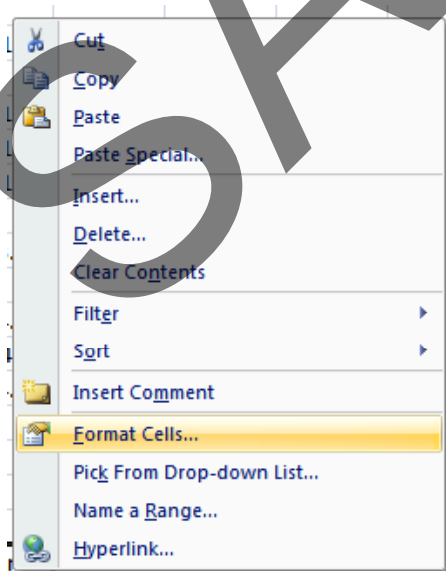 Cut
Copy
Paste
Paste Special...
Insert...
Delete...
Clear Contents
Filter
Sort
Insert Comment
Format Cells...
Pick From Drop-down List...
Name a Range...
Hyperlink...